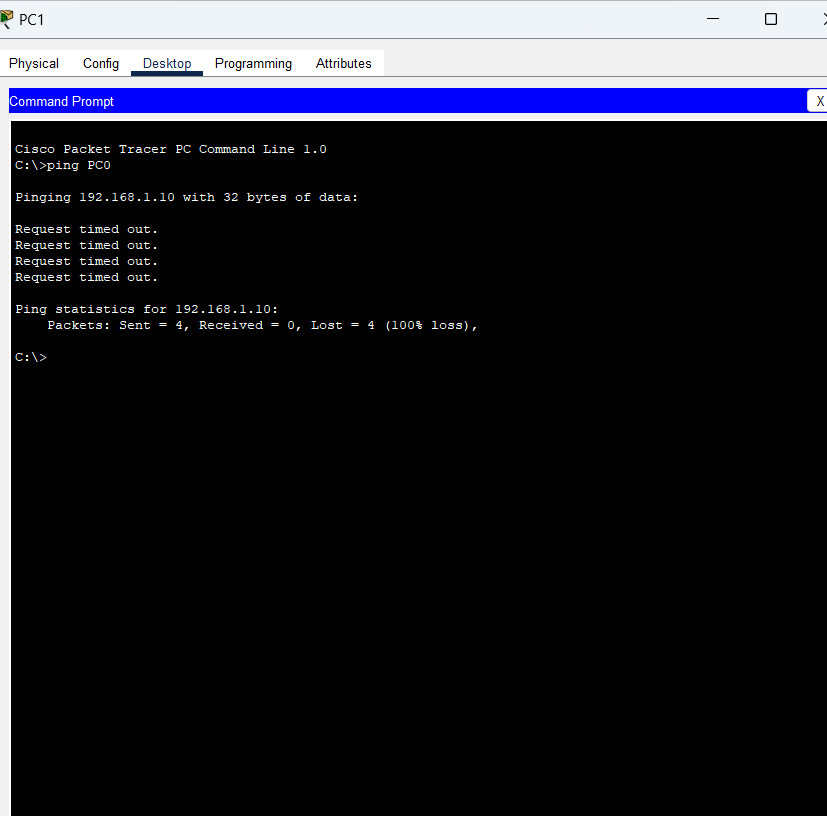 PC1
Physical Config Desktop Programming Attributes
Command Prompt X
Cisco Packet Tracer PC Command Line 1.0
C:\>ping PC0
Pinging 192.168.1.10 with 32 bytes of data:
Request timed out.
Request timed out.
Request timed out.
Request timed out.
Ping statistics for 192.168.1.10:
    Packets: Sent = 4, Received = 0, Lost = 4 (100% loss),
C:\>